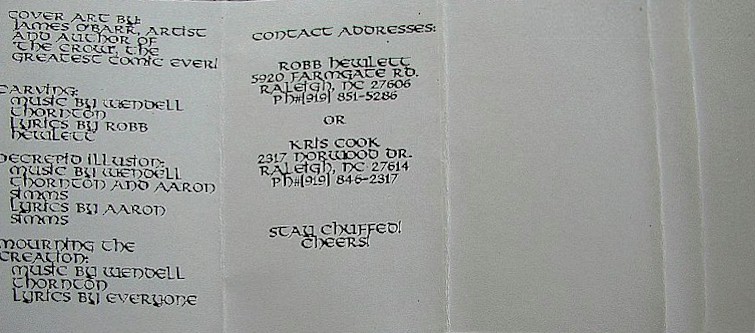 COVER ART BY:
JAMES O'BARR, ARTIST
AND AUTHOR OF
"THE CROW", THE
GREATEST COMIC EVER!
CARVING:
MUSIC BY WENDELL
THORNTON
LYRICS BY ROBB
HEWLETT
DECREPID ILLUSION:
MUSIC BY WENDELL
THORNTON AND AARON
SIMMS
LYRICS BY AARON
SIMMS
MOURNING THE
CREATION:
MUSIC BY WENDELL
THORNTON
LYRICS BY EVERYONE
CONTACT ADDRESSES:
ROBB HEWLETT
5920 FARMGATE RD.
RALEIGH, NC 27606
PH#(919) 851-5286
OR
KRIS COOK
2317 NORWOOD DR.
RALEIGH, NC 27614
PH#(919) 846-2317
STAY CHUFFED!
CHEERS!